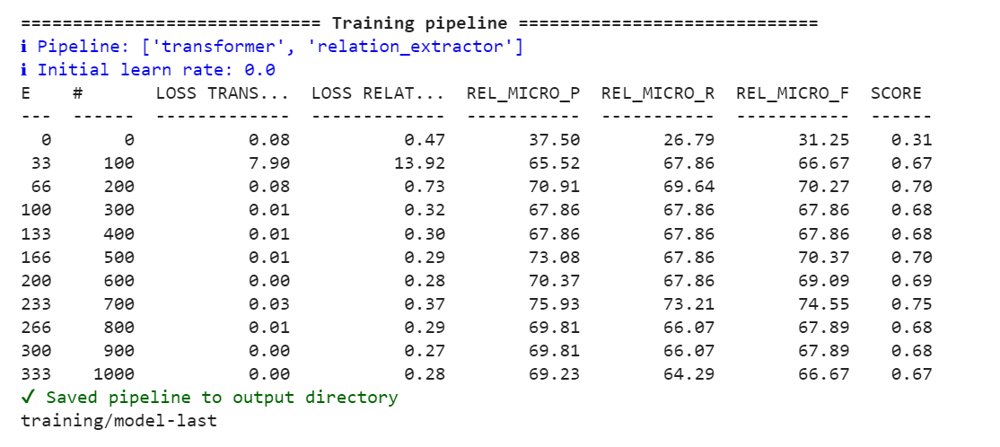 ============================= Training pipeline =============================
ℹ Pipeline: ['transformer', 'relation_extractor']
ℹ Initial learn rate: 0.0
E    #       LOSS TRANS...  LOSS RELAT...  REL_MICRO_P  REL_MICRO_R  REL_MICRO_F  SCORE
---  ------  -------------  -------------  -----------  -----------  -----------  ------
  0       0           0.08           0.47        37.50        26.79        31.25    0.31
 33     100           7.90          13.92        65.52        67.86        66.67    0.67
 66     200           0.08           0.73        70.91        69.64        70.27    0.70
100     300           0.01           0.32        67.86        67.86        67.86    0.68
133     400           0.01           0.30        67.86        67.86        67.86    0.68
166     500           0.01           0.29        73.08        67.86        70.37    0.70
200     600           0.00           0.28        70.37        67.86        69.09    0.69
233     700           0.03           0.37        75.93        73.21        74.55    0.75
266     800           0.01           0.29        69.81        66.07        67.89    0.68
300     900           0.00           0.27        69.81        66.07        67.89    0.68
333    1000           0.00           0.28        69.23        64.29        66.67    0.67
✔ Saved pipeline to output directory
training/model-last